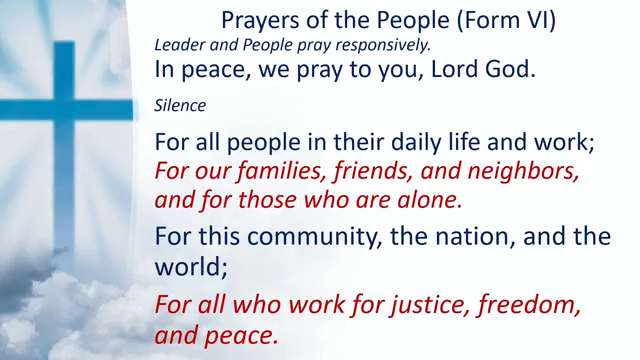 Prayers of the People (Form VI)
Leader and People pray responsively.
In peace, we pray to you, Lord God.
Silence
For all people in their daily life and work;
For our families, friends, and neighbors,
and for those who are alone.
For this community, the nation, and the
world;
For all who work for justice, freedom,
and peace.